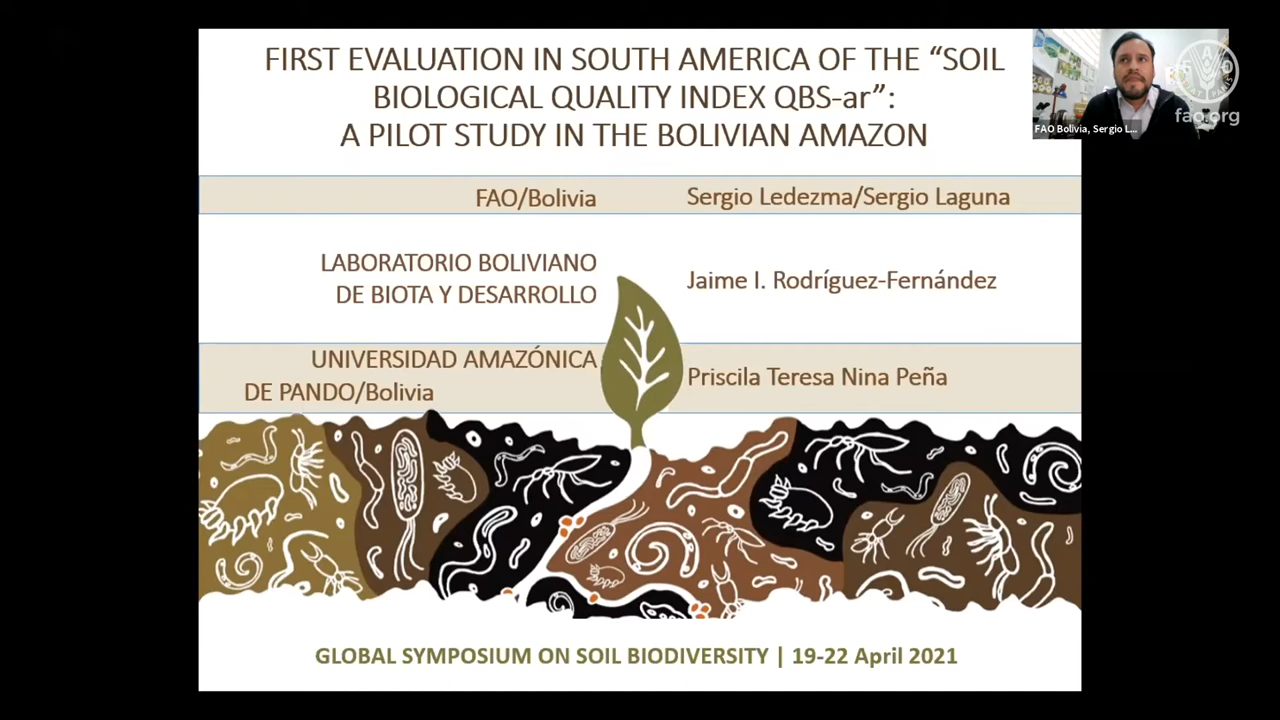 FIRST EVALUATION IN SOUTH AMERICA OF THE “SOIL
BIOLOGICAL QUALITY INDEX QBS-ar”:
A PILOT STUDY IN THE BOLIVIAN AMAZON
FAO Bolivia, Sergio L...
fao.org
FAO/Bolivia
Sergio Ledezma/Sergio Laguna
LABORATORIO BOLIVIANO
DE BIOTA Y DESARROLLO
Jaime I. Rodríguez-Fernández
UNIVERSIDAD AMAZÓNICA
DE PANDO/Bolivia
Priscila Teresa Nina Peña
GLOBAL SYMPOSIUM ON SOIL BIODIVERSITY | 19-22 April 2021